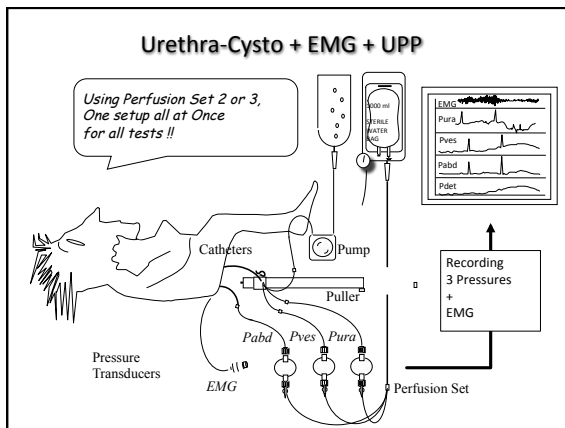 Urethra-Cysto + EMG + UPP
Using Perfusion Set 2 or 3,
One setup all at Once
for all tests !!
1000 ml
STERILE
WATER
BAG
EMG
Pura
Pves
Pabd
Pdet
Catheters
Pump
Puller
Recording
3 Pressures
+
EMG
Pabd Pves Pura
Pressure
Transducers
EMG
Perfusion Set